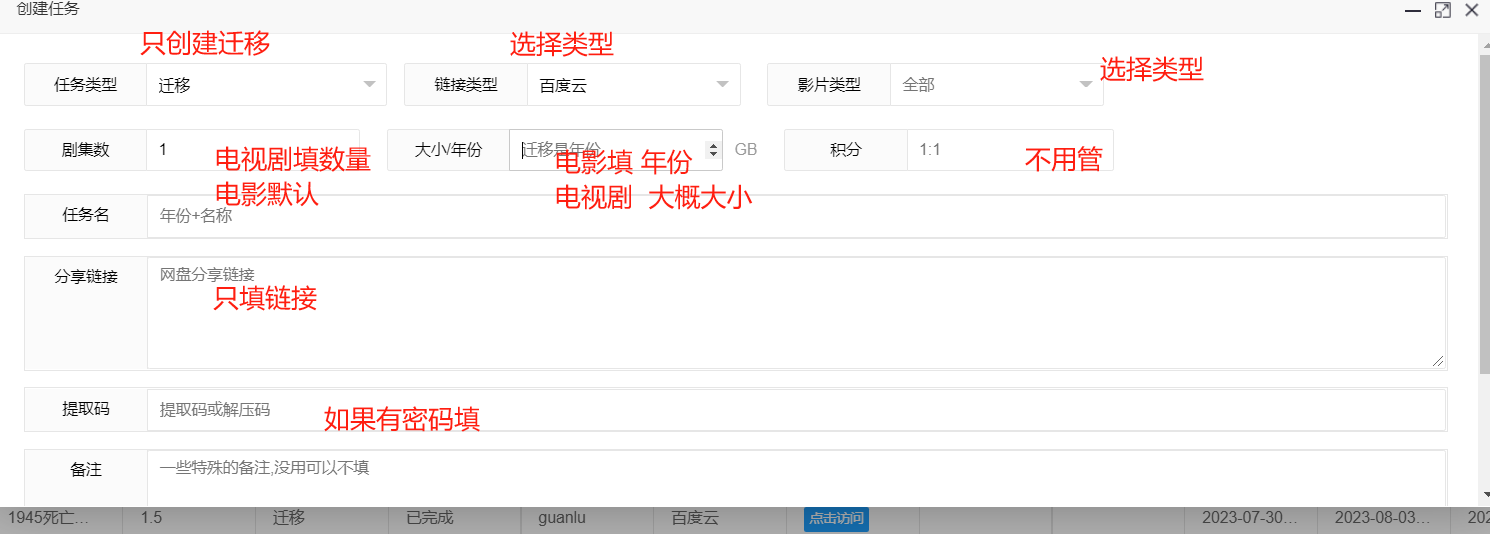 创建任务
只创建迁移
选择类型
选择类型
任务类型
迁移
链接类型
百度云
影片类型
全部
剧集数
1
电视剧填数量
电影默认
大小/年份
迁移是年份
GB
电影填 年份
电视剧 大概大小
积分
1:1
不用管
任务名
年份+名称
分享链接
网盘分享链接
只填链接
提取码
提取码或解压码
如果有密码填
备注
一些特殊的备注,没用可以不填
1945死亡...
1.5
迁移
已完成
guanlu
百度云
点击访问
2023-07-30...
2023-08-03...
202